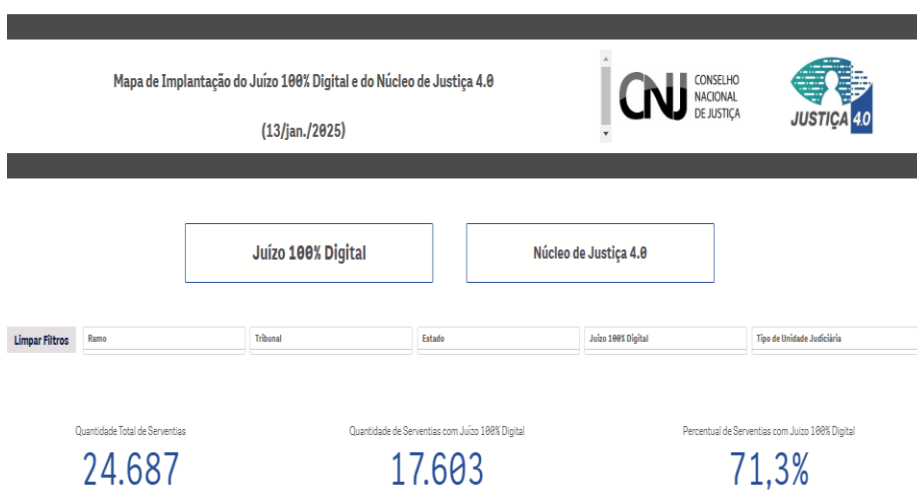 Mapa de Implantação do Juízo 100% Digital e do Núcleo de Justiça 4.0
(13/jan./2025)
CNJ
CONSELHO
NACIONAL
DE JUSTIÇA
JUSTIÇA 4.0
Juízo 100% Digital
Núcleo de Justiça 4.0
Limpar Filtros
Ramo
Tribunal
Estado
Juízo 100% Digital
Tipo de Unidade Judiciária
Quantidade Total de Serventias
Quantidade de Serventias com Juízo 100% Digital
Percentual de Serventias com Juízo 100% Digital
24.687
17.603
71,3%